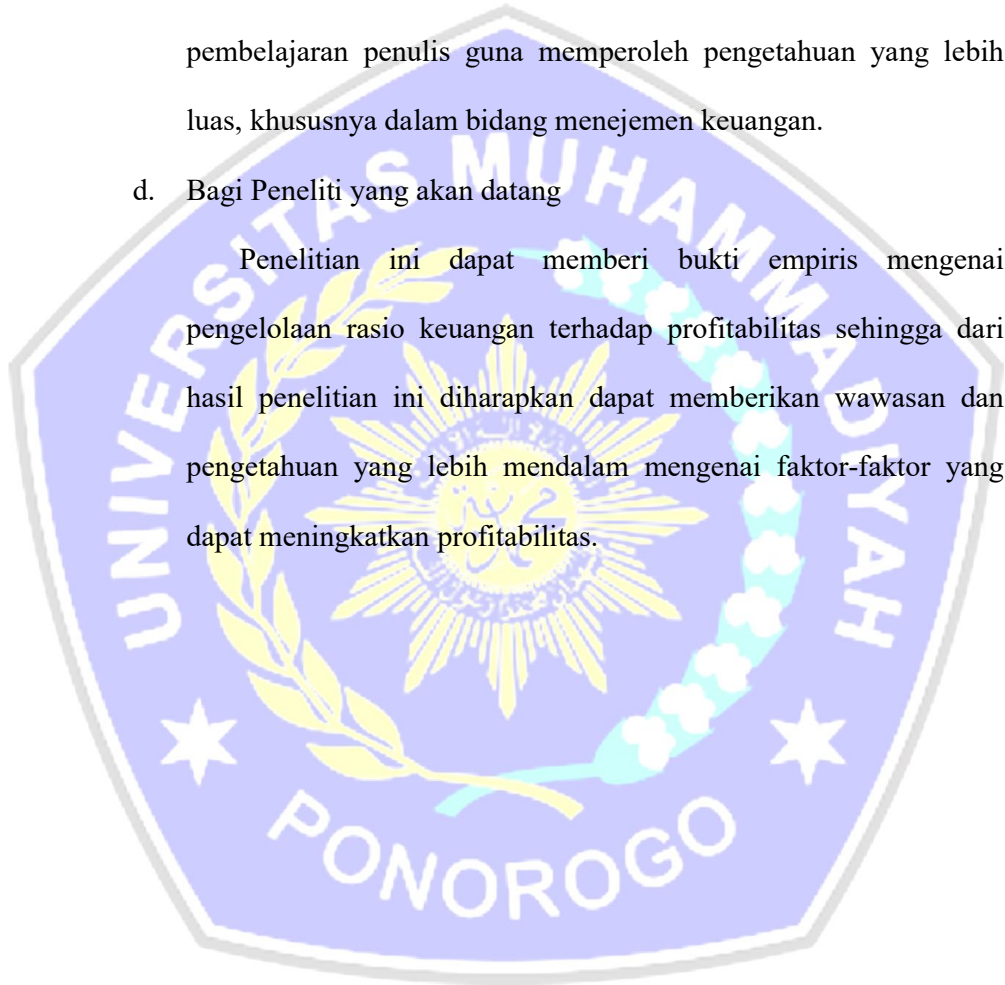 pembelajaran penulis guna memperoleh pengetahuan yang lebih
luas, khususnya dalam bidang menejemen keuangan.
d. Bagi Peneliti yang akan datang
Penelitian ini dapat memberi bukti empiris mengenai
pengelolaan rasio keuangan terhadap profitabilitas sehingga dari
hasil penelitian ini diharapkan dapat memberikan wawasan dan
pengetahuan yang lebih mendalam mengenai faktor-faktor yang
dapat meningkatkan profitabilitas.
UNIVERSITAS MUHAMMADIYAH
PONOROGO